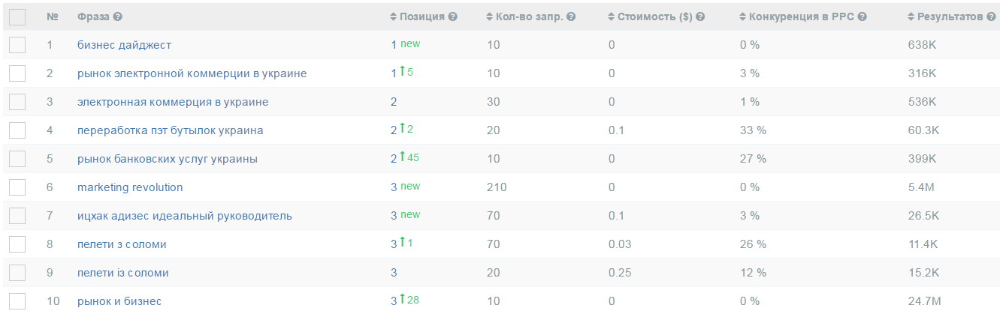 № Фраза Позиция Кол-во запр. Стоимость ($) Конкуренция в PPC Результатов
1 бизнес дайджест 1 new 10 0 0 % 638K
2 рынок электронной коммерции в украине 1 5 10 0 3 % 316K
3 электронная коммерция в украине 2 30 0 1 % 536K
4 переработка пэт бутылок украина 2 2 20 0.1 33 % 60.3K
5 рынок банковских услуг украины 2 45 10 0 27 % 399K
6 marketing revolution 3 new 210 0 0 % 5.4M
7 ицхак адизес идеальный руководитель 3 new 70 0.1 3 % 26.5K
8 пелети з соломи 3 1 70 0.03 26 % 11.4K
9 пелети із соломи 3 20 0.25 12 % 15.2K
10 рынок и бизнес 3 28 10 0 0 % 24.7M